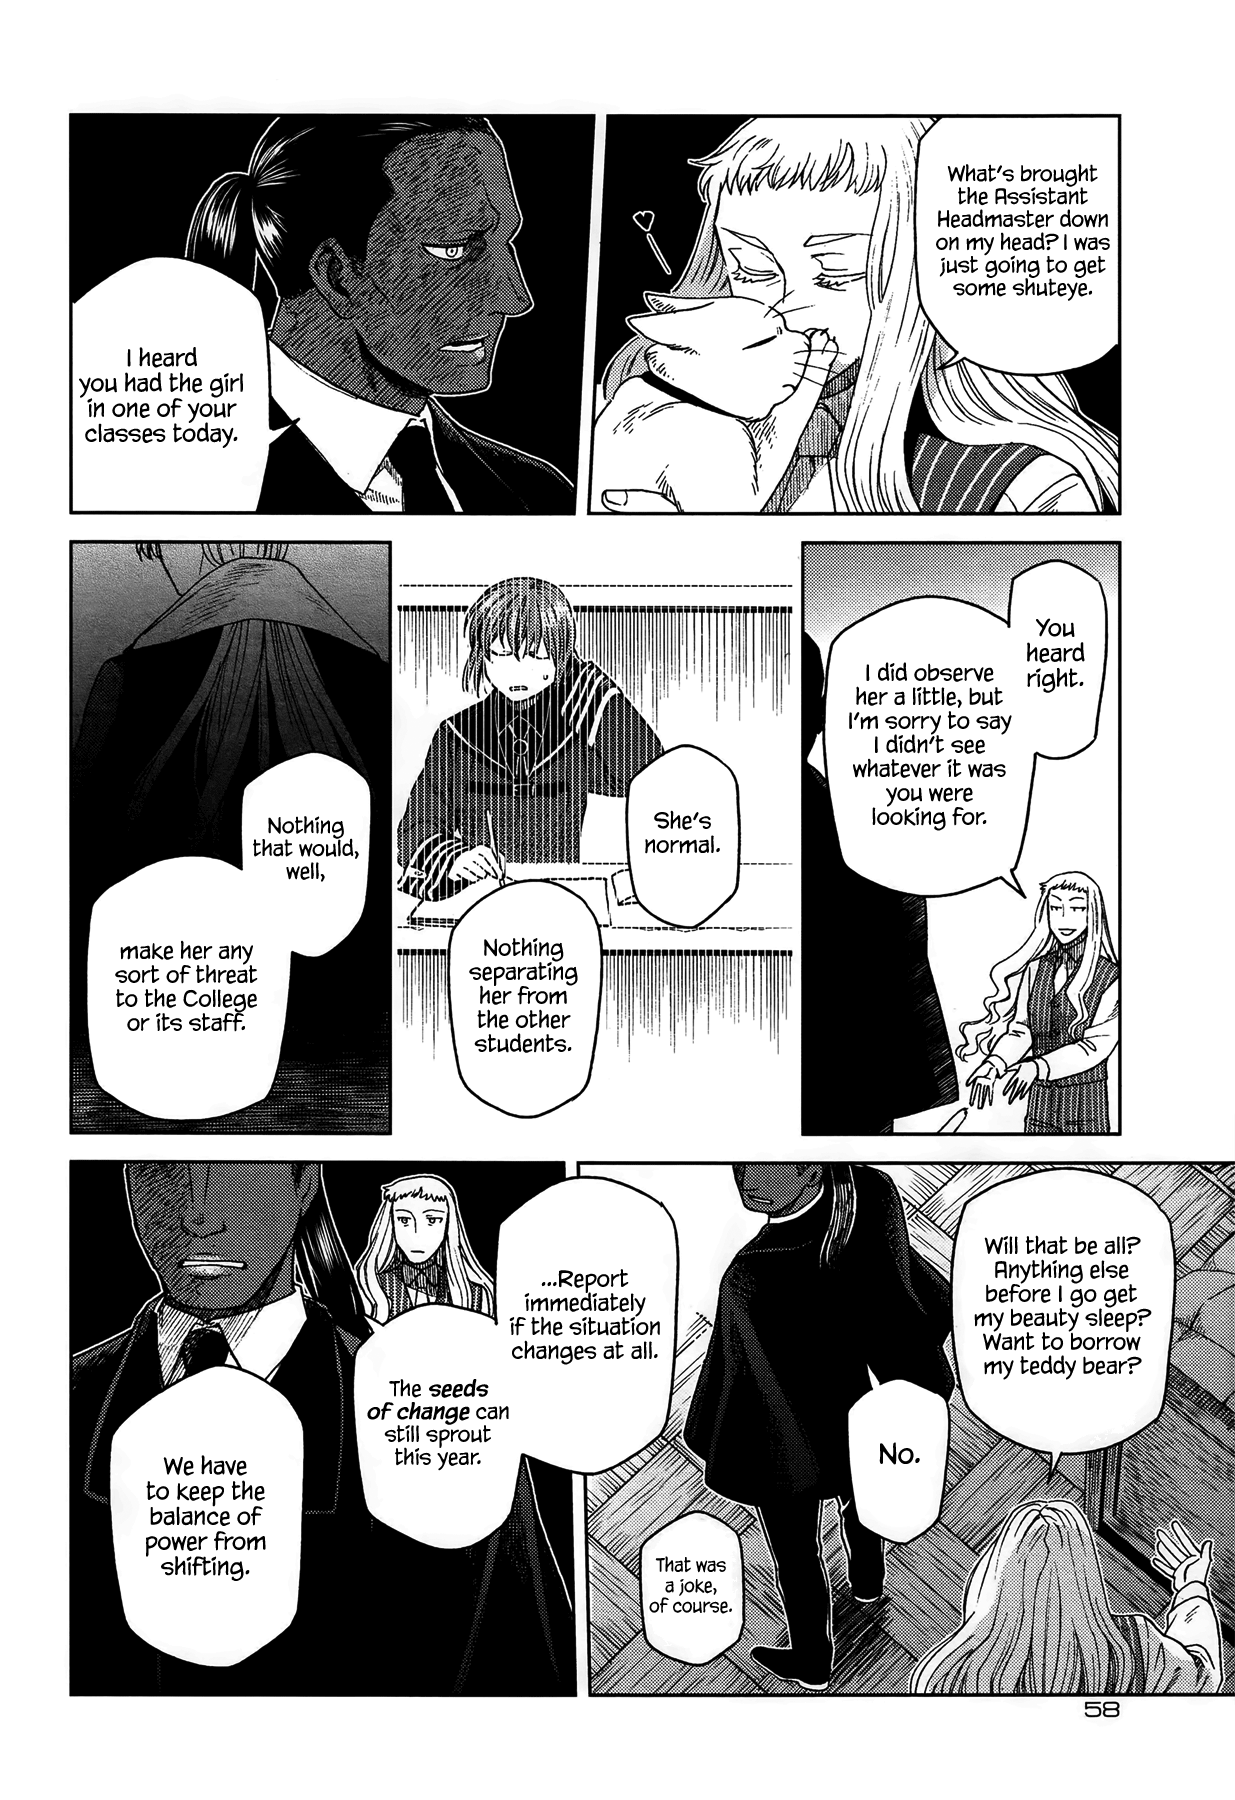 What's brought
the Assistant
Headmaster down
on my head? I was
just going to get
some shuteye.
I heard
you had the girl
in one of your
classes today.
You
heard
right.
I did observe
her a little, but
I'm sorry to say
I didn't see
whatever it was
you were
looking for.
She's
normal.
Nothing
separating
her from
the other
students.
Nothing
that would,
well,
make her any
sort of threat
to the College
or its staff.
Will that be all?
Anything else
before I go get
my beauty sleep?
Want to borrow
my teddy bear?
No.
That was
a joke,
of course.
...Report
immediately
if the situation
changes at all.
The seeds
of change can
still sprout
this year.
We have
to keep the
balance of
power from
shifting.
58